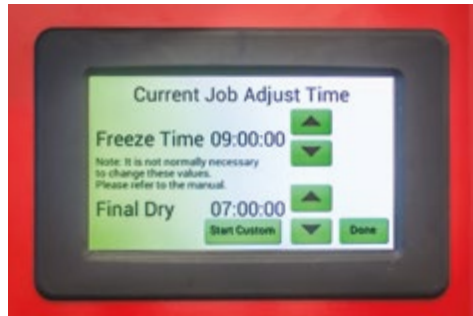 Current Job Adjust Time
Freeze Time 09:00:00
Note: It is not normally necessary
to change these values.
Please refer to the manual.
Final Dry 07:00:00
Start Custom
Done